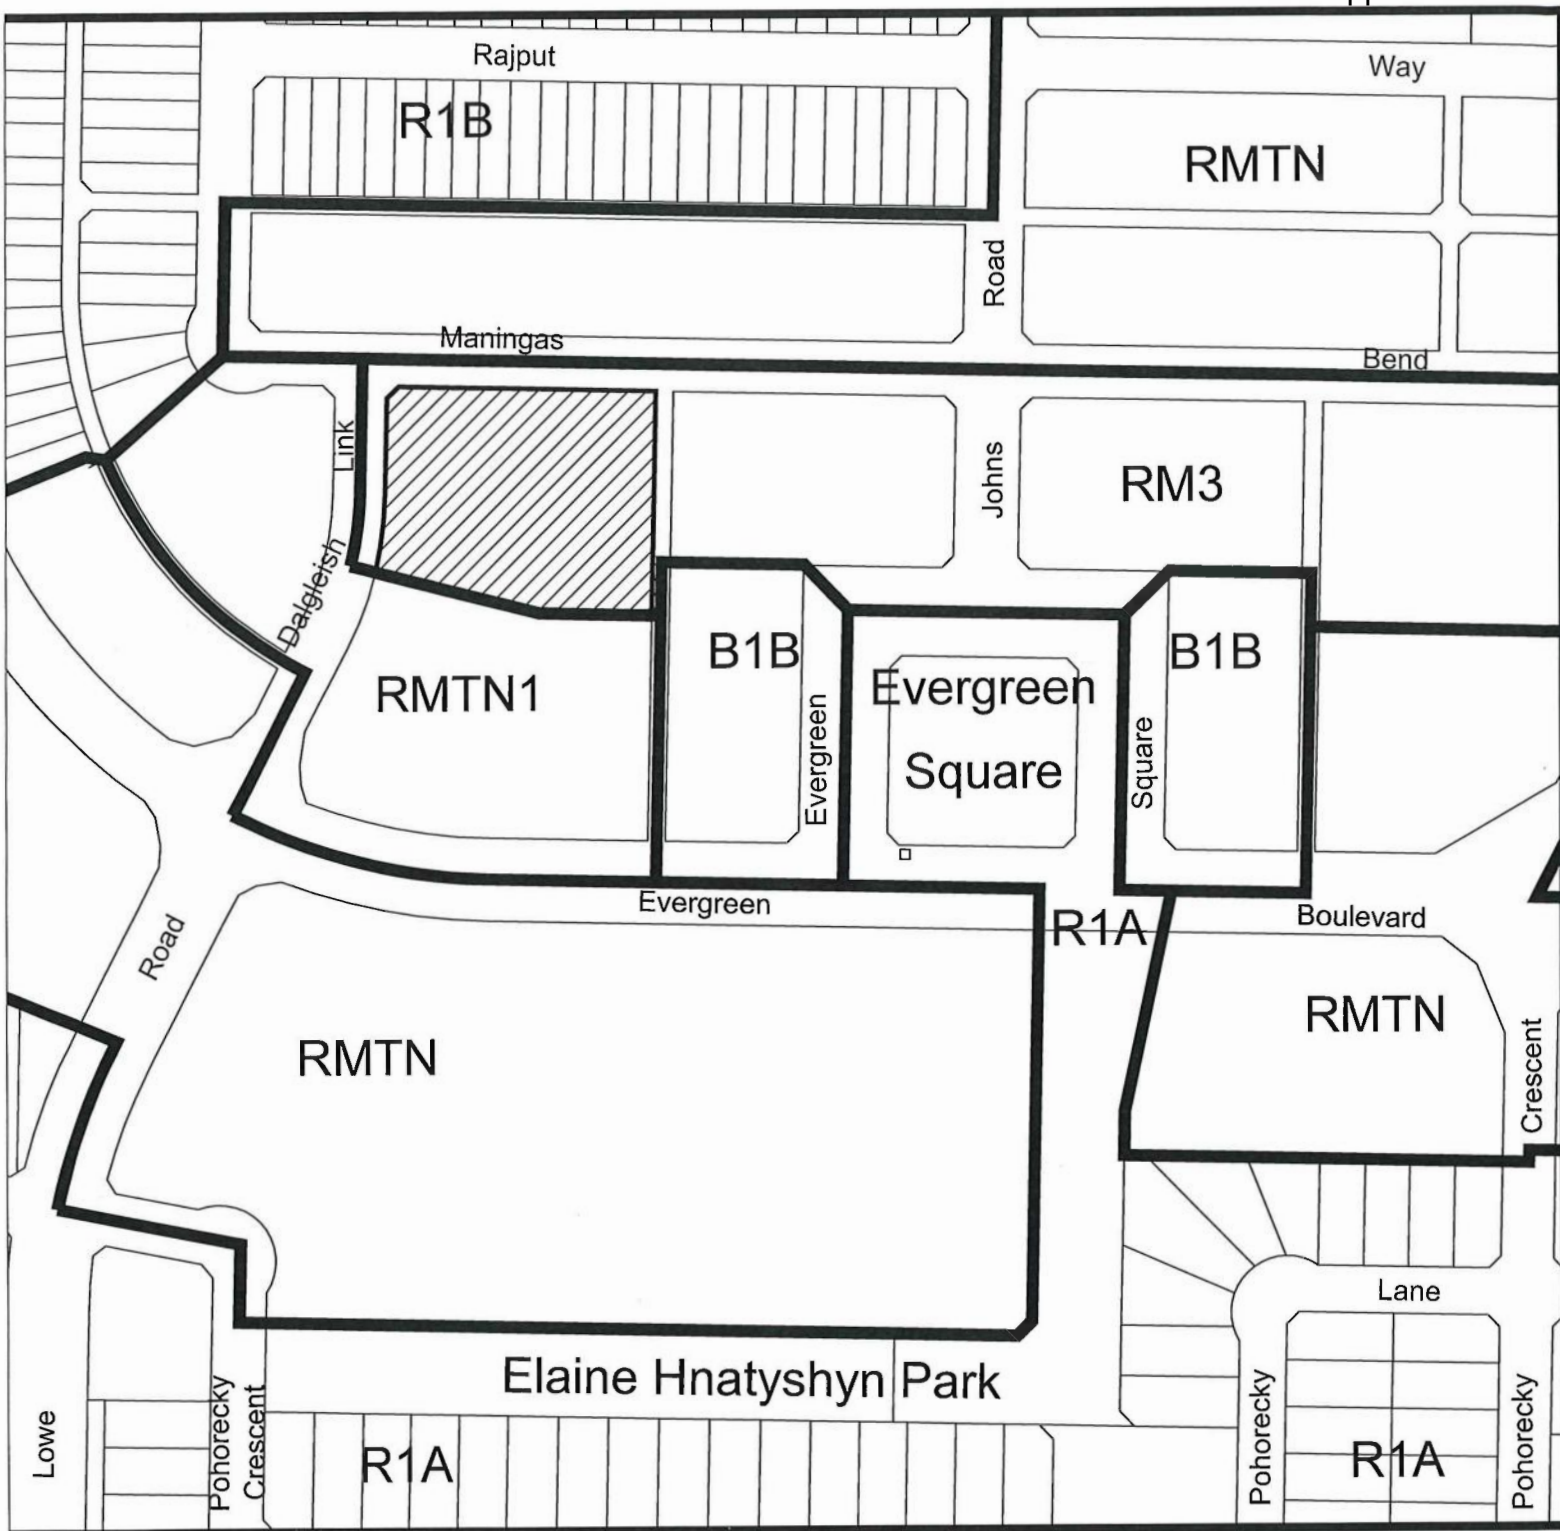 Rajput
Way
R1B
RMTN
Road
Maningas
Bend
Link
Johns
RM3
Dalgleish
RMTN1
B1B
B1B
Evergreen
Square
Evergreen
Square
Evergreen
R1A
Boulevard
Road
RMTN
RMTN
Crescent
Lane
Elaine Hnatyshyn Park
Lowe
Pohorecky
Crescent
R1A
Pohorecky
R1A
Pohorecky